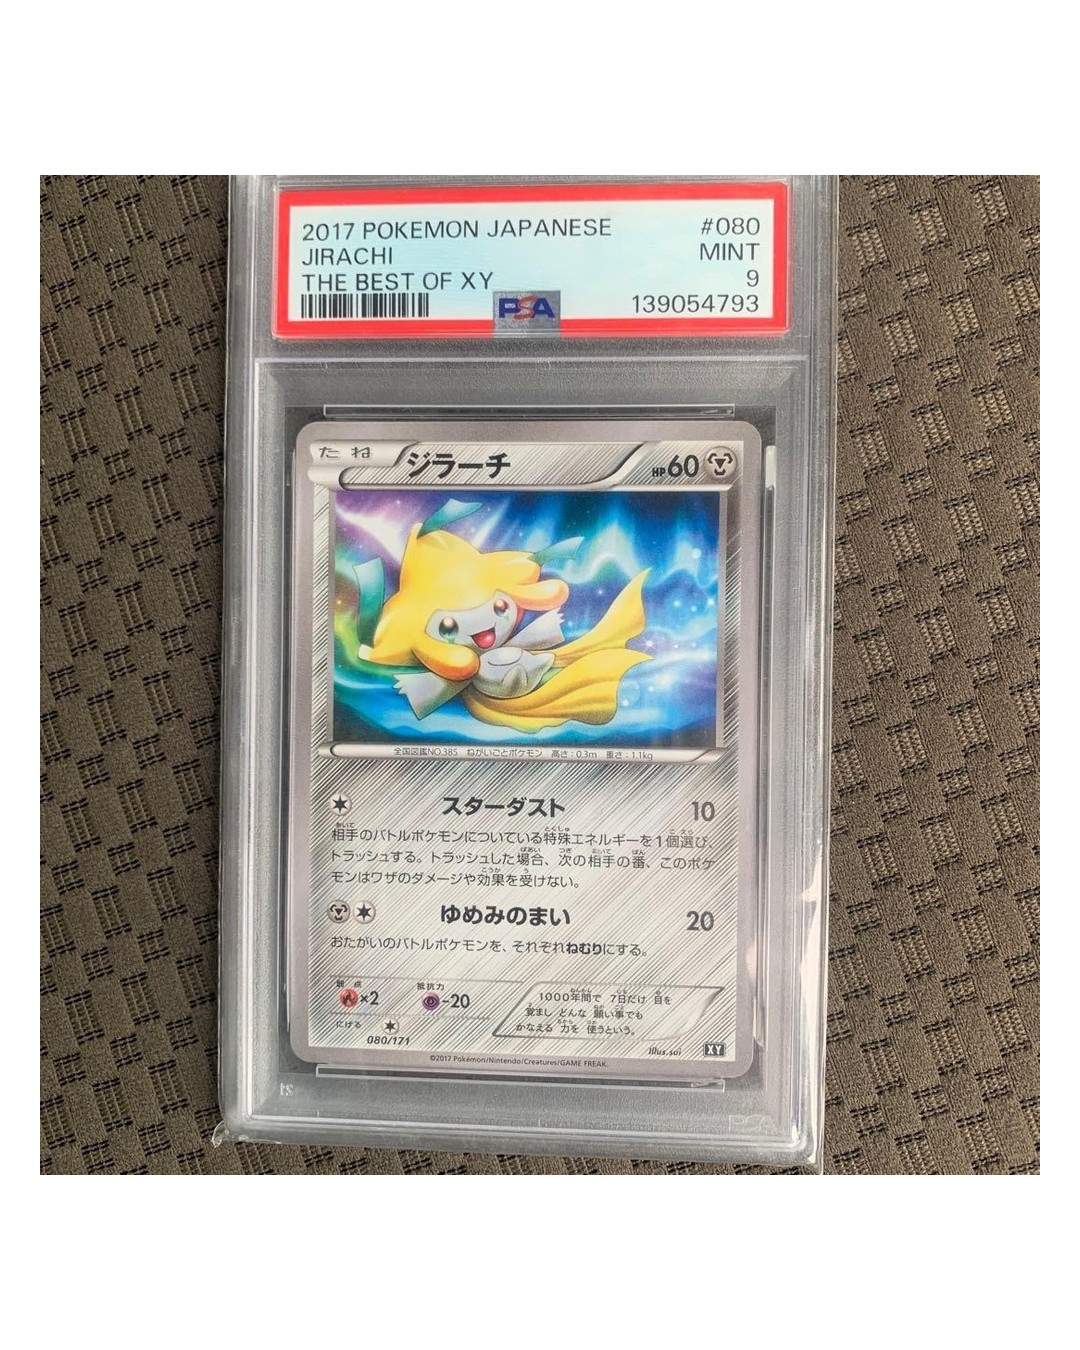 2017 POKEMON JAPANESE #080
JIRACHI MINT
THE BEST OF XY 9
PSA 139054793
たね ジラーチ HP60
全国図鑑NO.385 ねがいごとポケモン 高さ:0.3m 重さ:1.1kg
スターダスト 10
相手のバトルポケモンについている特殊エネルギーを1個選び、
トラッシュする。トラッシュした場合、次の相手の番、このポケ
モンはワザのダメージや効果を受けない。
ゆめみのまい 20
おたがいのバトルポケモンを、それぞれねむりにする。
弱点 抵抗力
×2 -20
にげる
1000年間で 7日だけ 目を
覚まし どんな 願い事でも
かなえる 力を 使うという。
080/171
Illus.sai XY
©2017 Pokémon/Nintendo/Creatures/GAME FREAK.